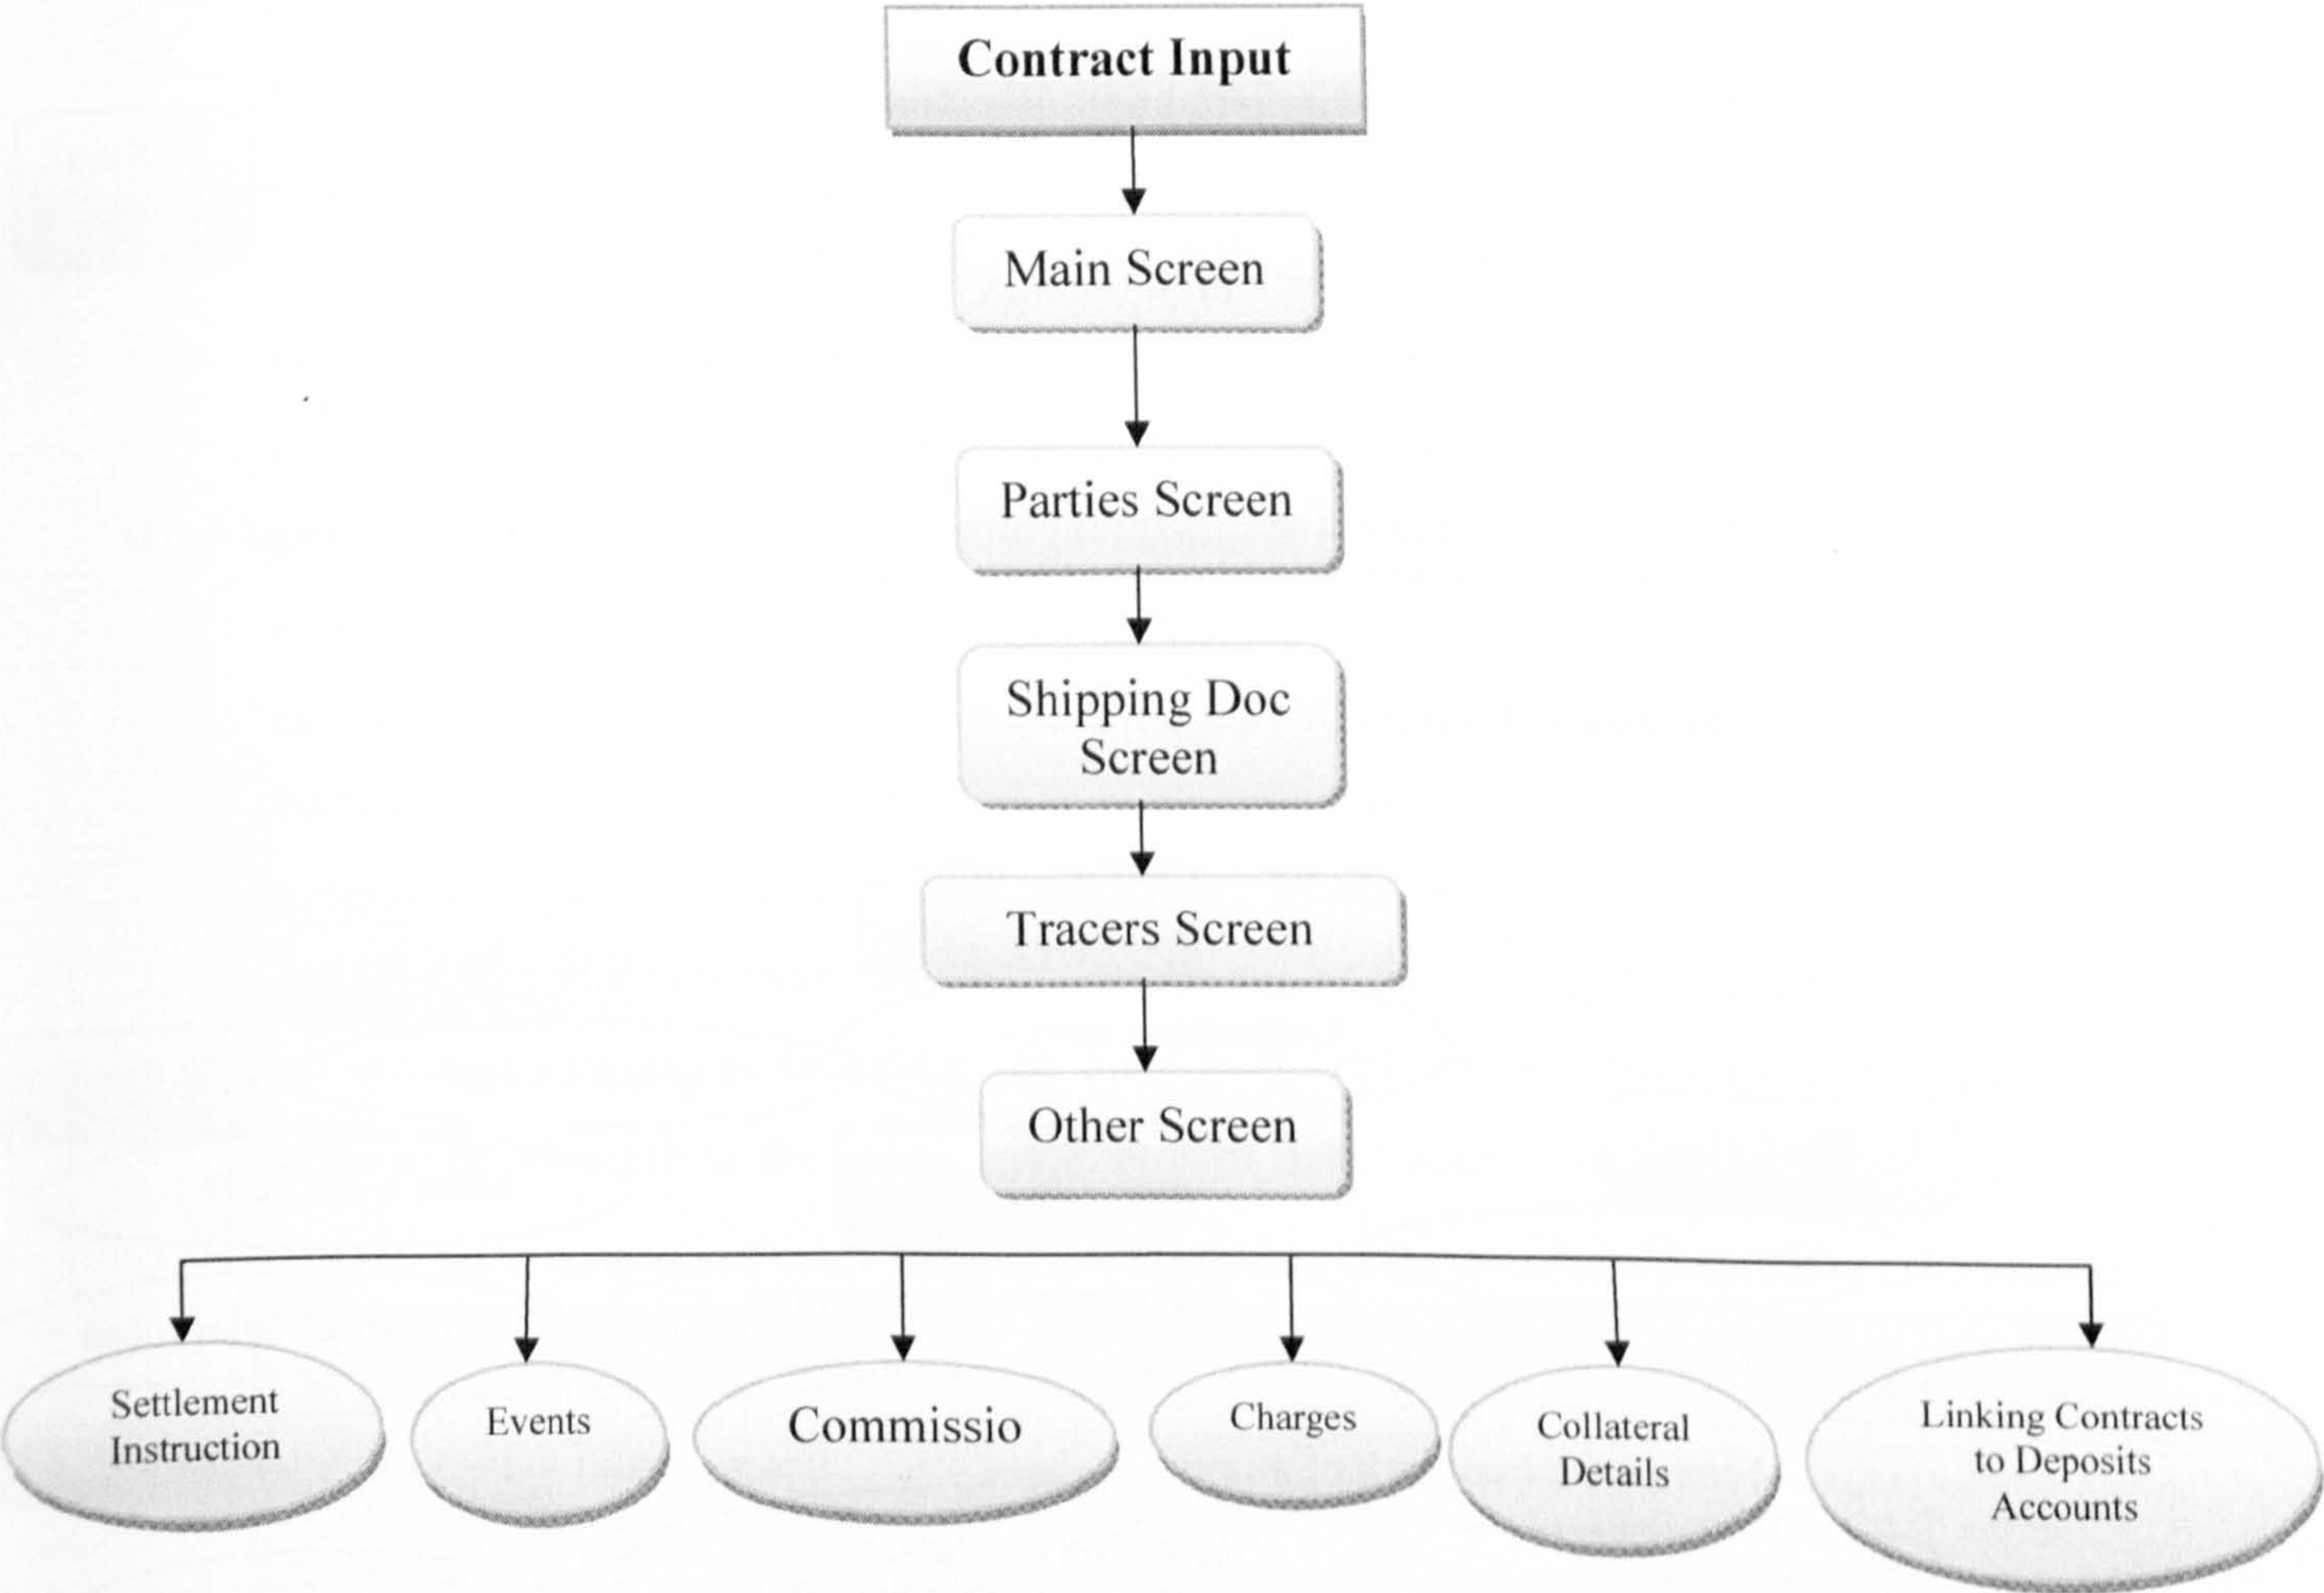 Contract Input
Main Screen
Parties Screen
Shipping Doc
Screen
Tracers Screen
Other Screen
Settlement
Instruction
Events
Commissio
Charges
Collateral
Details
Linking Contracts
to Deposits
Accounts